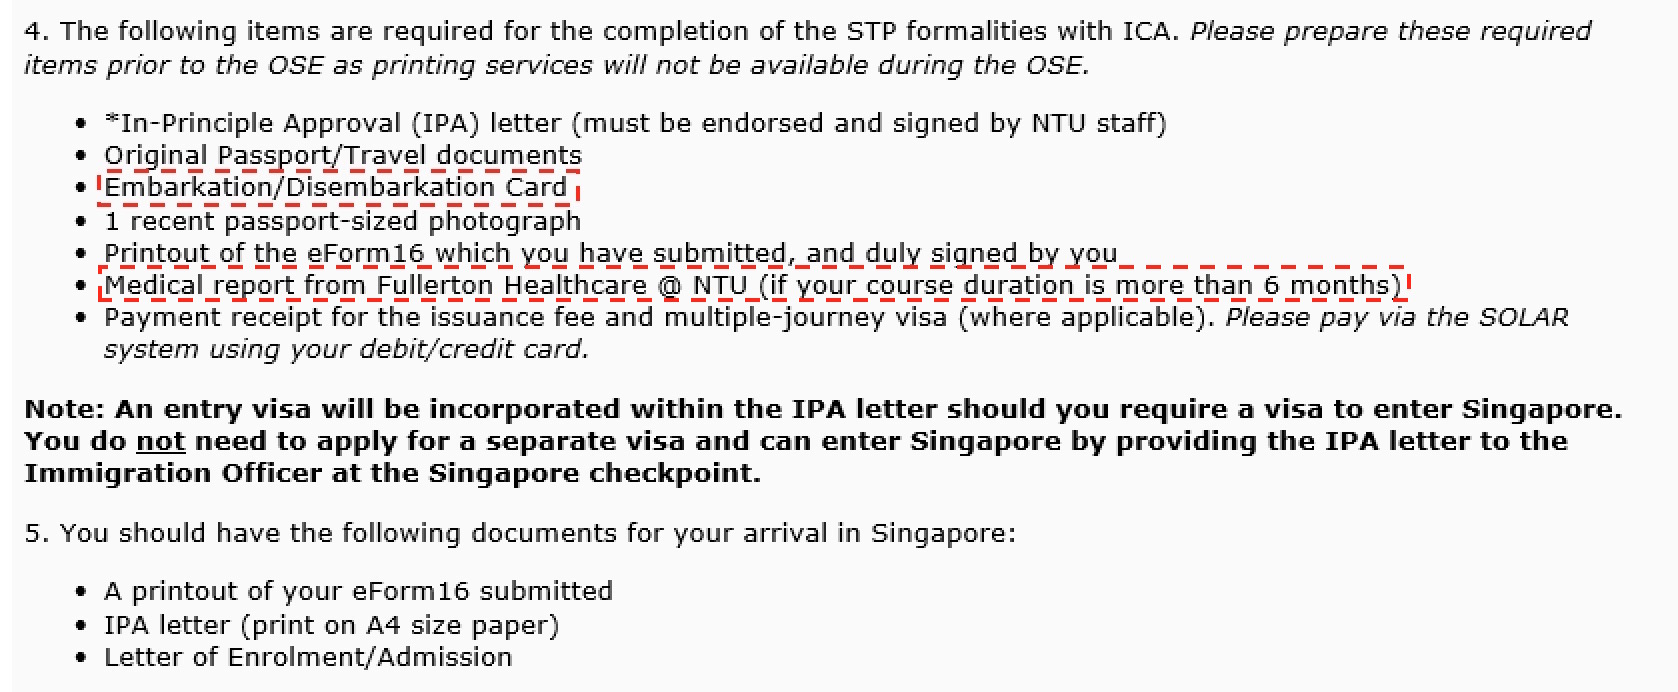 4. The following items are required for the completion of the STP formalities with ICA. Please prepare these required
items prior to the OSE as printing services will not be available during the OSE.
• *In-Principle Approval (IPA) letter (must be endorsed and signed by NTU staff)
• Original Passport/Travel documents
• Embarkation/Disembarkation Card
• 1 recent passport-sized photograph
• Printout of the eForm16 which you have submitted, and duly signed by you
• Medical report from Fullerton Healthcare @ NTU (if your course duration is more than 6 months)
• Payment receipt for the issuance fee and multiple-journey visa (where applicable). Please pay via the SOLAR
system using your debit/credit card.
Note: An entry visa will be incorporated within the IPA letter should you require a visa to enter Singapore.
You do not need to apply for a separate visa and can enter Singapore by providing the IPA letter to the
Immigration Officer at the Singapore checkpoint.
5. You should have the following documents for your arrival in Singapore:
• A printout of your eForm16 submitted
• IPA letter (print on A4 size paper)
• Letter of Enrolment/Admission